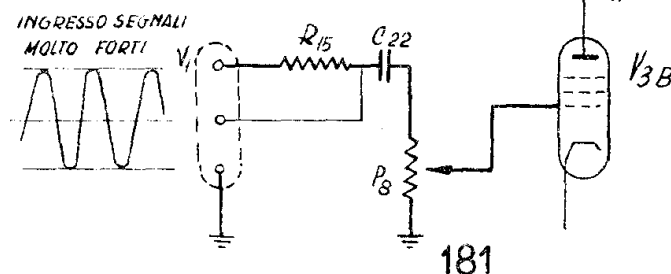 INGRESSO SEGNALI
MOLTO FORTI
V1
R15
C22
V3B
P8
181